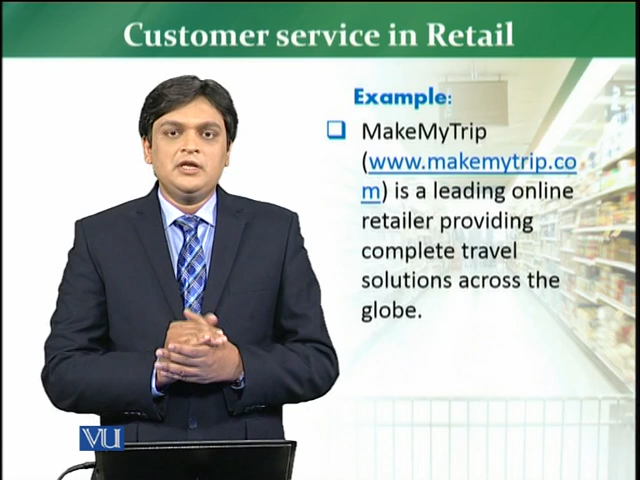 Customer service in Retail
Example:
MakeMyTrip
(www.makemytrip.co
m) is a leading online
retailer providing
complete travel
solutions across the
globe.
VU